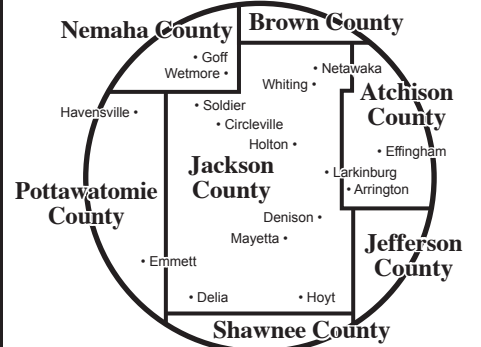 Nemaha County
Brown County
• Goff
Wetmore •
• Netawaka
Whiting •
Atchison
County
Havensville •
• Soldier
• Circleville
Holton •
• Effingham
Jackson
County
• Larkinburg
• Arrington
Pottawatomie
County
Denison •
Mayetta •
Jefferson
County
• Emmett
• Delia
• Hoyt
Shawnee County